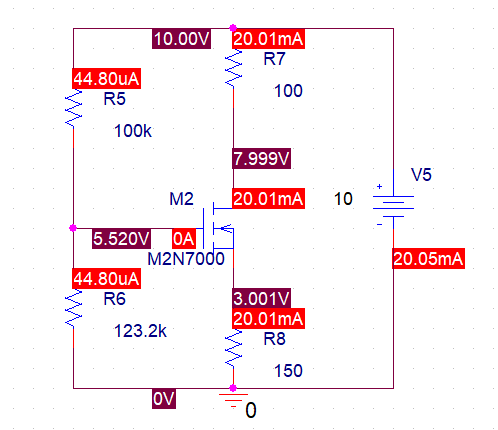 10.00V
20.01mA
R7
100
44.80uA
R5
100k
7.999V
V5
+
10
-
M2
20.01mA
5.520V
0A
M2N7000
20.05mA
44.80uA
R6
123.2k
3.001V
20.01mA
R8
150
0V
0